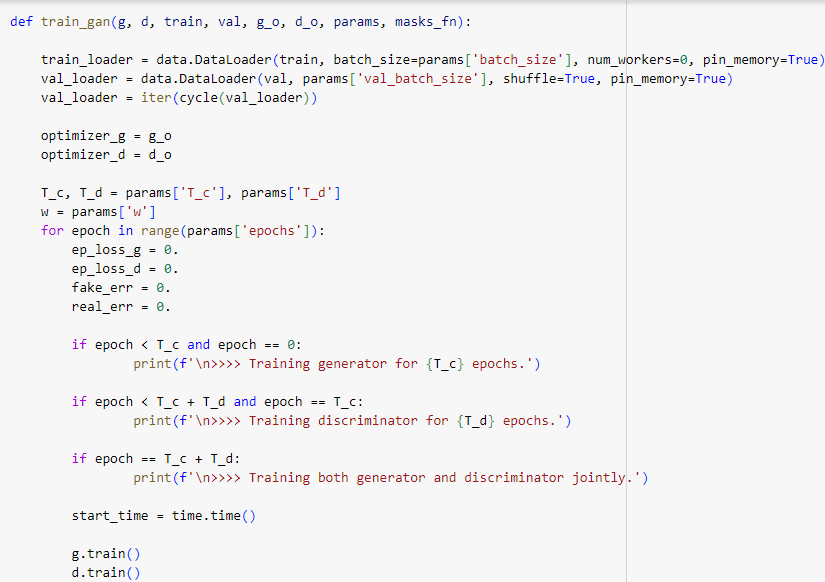 def train_gan(g, d, train, val, g_o, d_o, params, masks_fn):
train_loader = data.DataLoader(train, batch_size=params['batch_size'], num_workers=0, pin_memory=True)
val_loader = data.DataLoader(val, params['val_batch_size'], shuffle=True, pin_memory=True)
val_loader = iter(cycle(val_loader))
optimizer_g = g_o
optimizer_d = d_o
T_c, T_d = params['T_c'], params['T_d']
w = params['w']
for epoch in range(params['epochs']):
ep_loss_g = 0.
ep_loss_d = 0.
fake_err = 0.
real_err = 0.
if epoch < T_c and epoch == 0:
print(f'\n>>>> Training generator for {T_c} epochs.')
if epoch < T_c + T_d and epoch == T_c:
print(f'\n>>>> Training discriminator for {T_d} epochs.')
if epoch == T_c + T_d:
print(f'\n>>>> Training both generator and discriminator jointly.')
start_time = time.time()
g.train()
d.train()